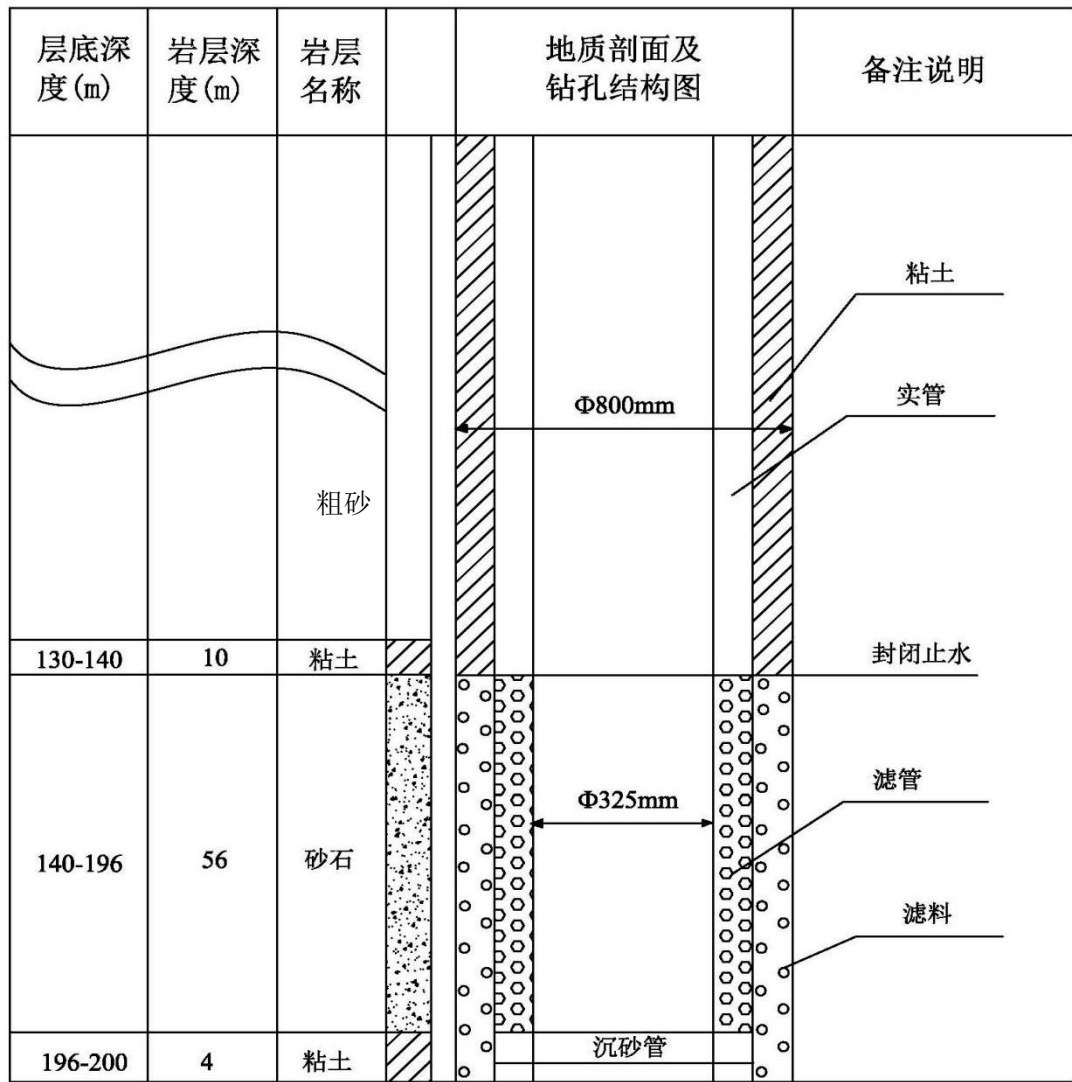 层底深
度(m)
岩层深
度(m)
岩层
名称
地质剖面及
钻孔结构图
备注说明
粘土
实管
Φ800mm
粗砂
130-140
10
粘土
封闭止水
Φ325mm
滤管
140-196
56
砂石
滤料
196-200
4
粘土
沉砂管